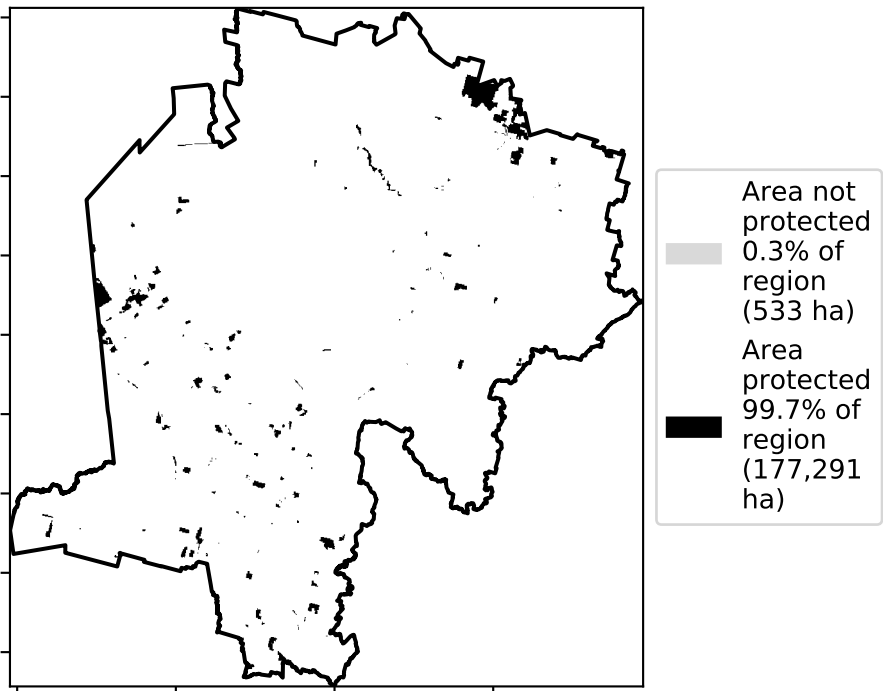 Area not
protected
0.3% of
region
(533 ha)
Area
protected
99.7% of
region
(177,291
ha)